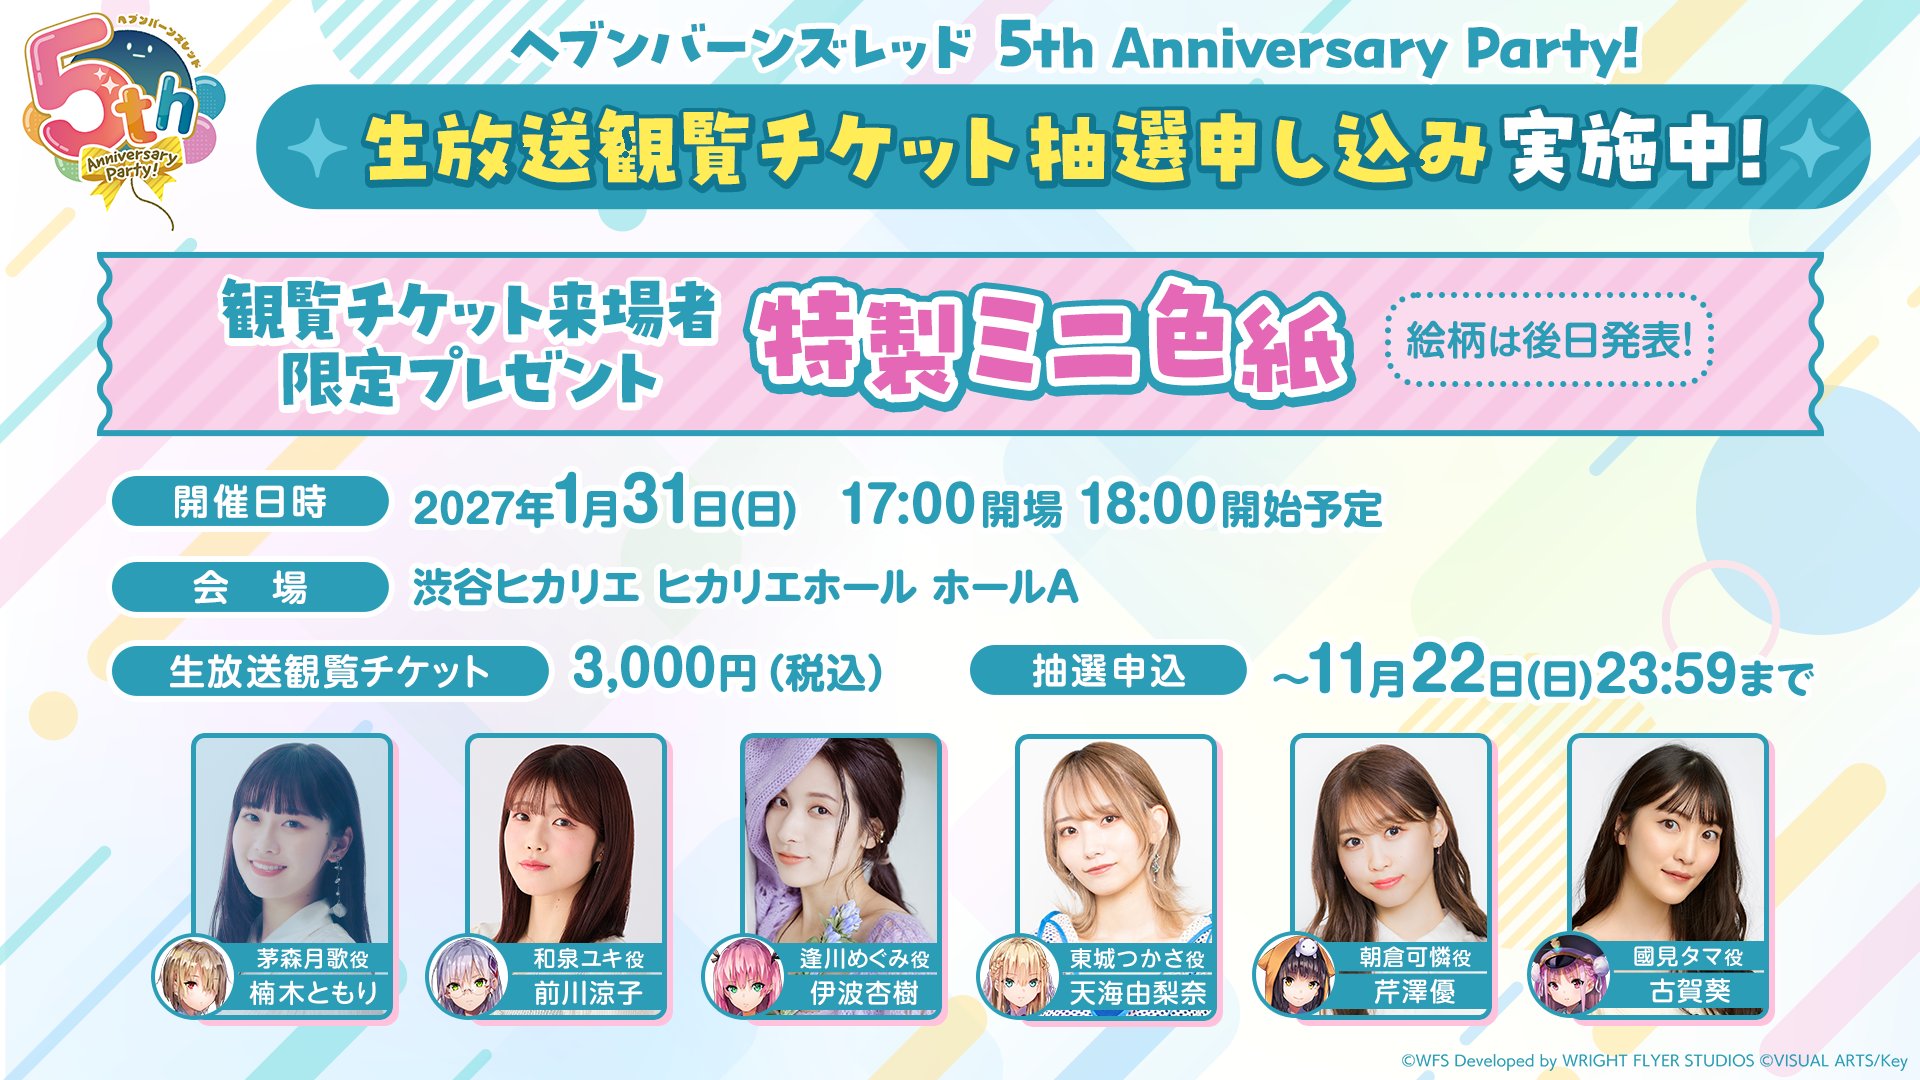 ヘブンバーンズレッド
5th
Anniversary
Party!
ヘブンバーンズレッド 5th Anniversary Party!
生放送観覧チケット抽選申し込み実施中!
観覧チケット来場者
限定プレゼント
特製ミニ色紙
絵柄は後日発表!
開催日時 2027年1月31日(日) 17:00開場 18:00開始予定
会 場 渋谷ヒカリエ ヒカリエホール ホールA
生放送観覧チケット 3,000円(税込)
抽選申込 ~11月22日(日)23:59まで
茅森月歌役
楠木ともり
和泉ユキ役
前川涼子
逢川めぐみ役
伊波杏樹
東城つかさ役
天海由梨奈
朝倉可憐役
芹澤優
國見タマ役
古賀葵
©WFS Developed by WRIGHT FLYER STUDIOS ©VISUAL ARTS/Key